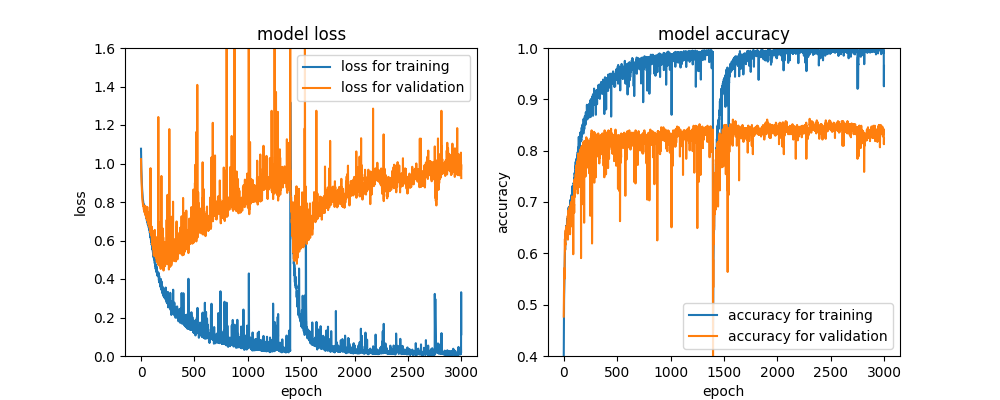 model loss
loss
1.6
1.4
1.2
1.0
0.8
0.6
0.4
0.2
0.0
0 500 1000 1500 2000 2500 3000
epoch
loss for training
loss for validation
model accuracy
accuracy
1.0
0.9
0.8
0.7
0.6
0.5
0.4
0 500 1000 1500 2000 2500 3000
epoch
accuracy for training
accuracy for validation